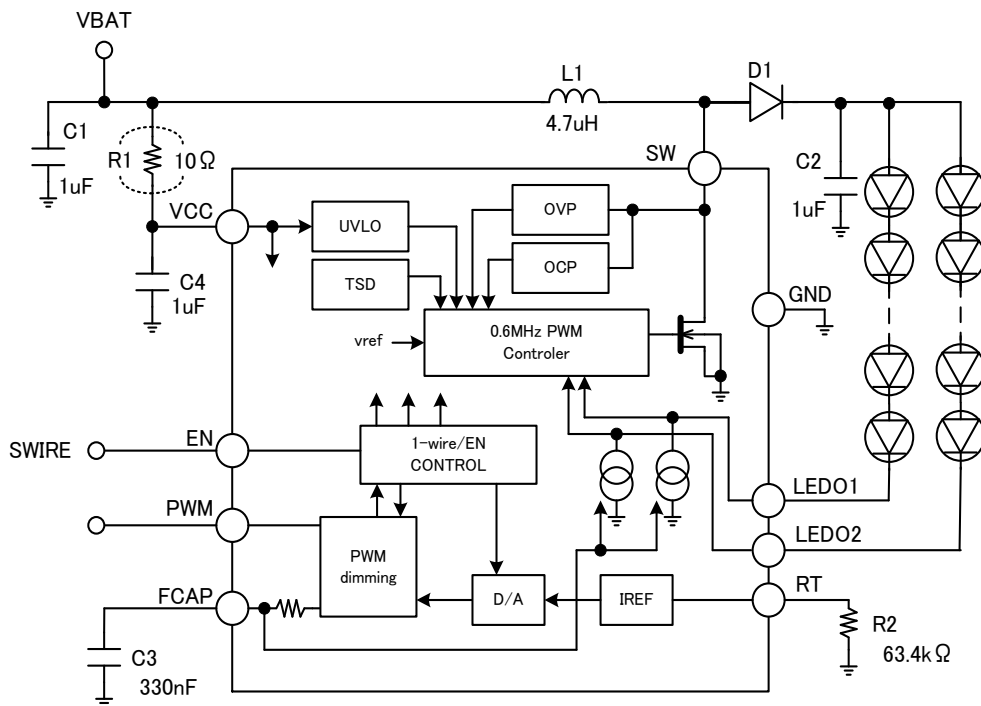 VBAT
L1
D1
4.7uH
C1
1uF
R1
10Ω
SW
C2
1uF
VCC
UVLO
OVP
TSD
OCP
C4
1uF
GND
vref
0.6MHz PWM
Controler
EN
SWIRE
1-wire/EN
CONTROL
LEDO1
PWM
LEDO2
PWM
dimming
FCAP
D/A
IREF
RT
C3
330nF
R2
63.4kΩ